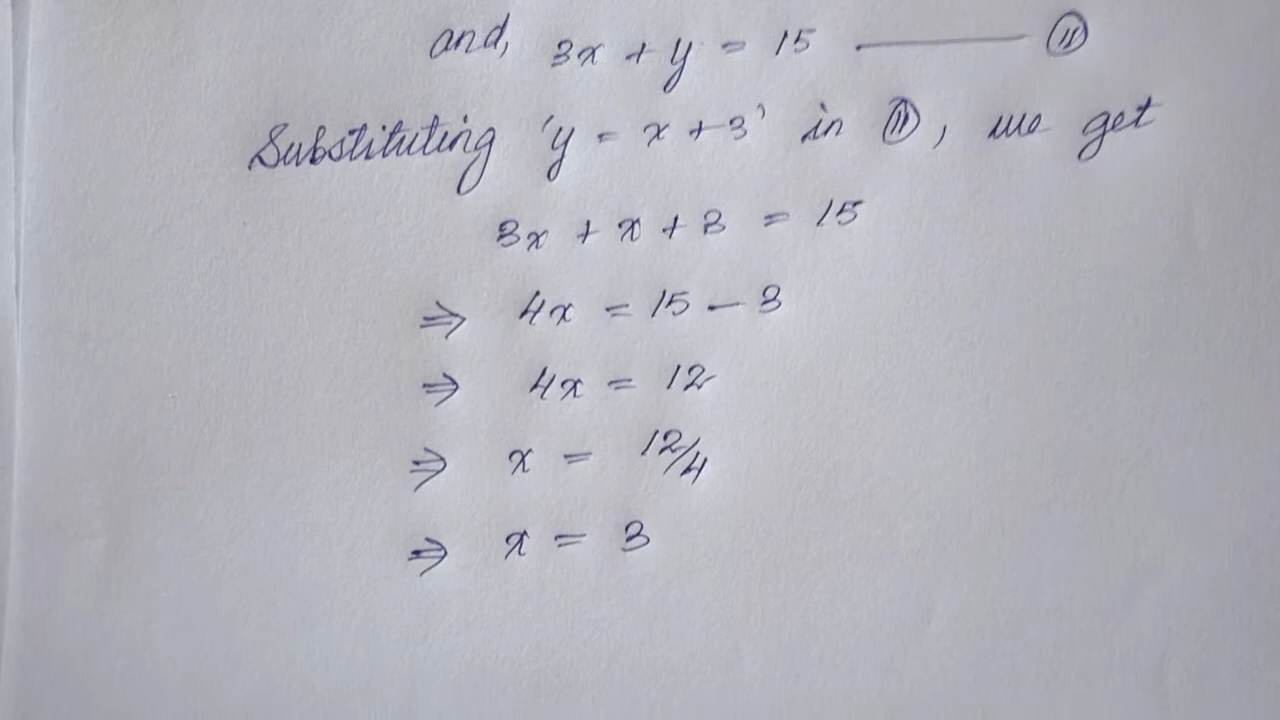 and, 3x + y = 15 ——— (II)
Substituting 'y = x + 3' in (II), we get
3x + x + 3 = 15
⇒ 4x = 15 - 3
⇒ 4x = 12
⇒ x = 12/4
⇒ x = 3